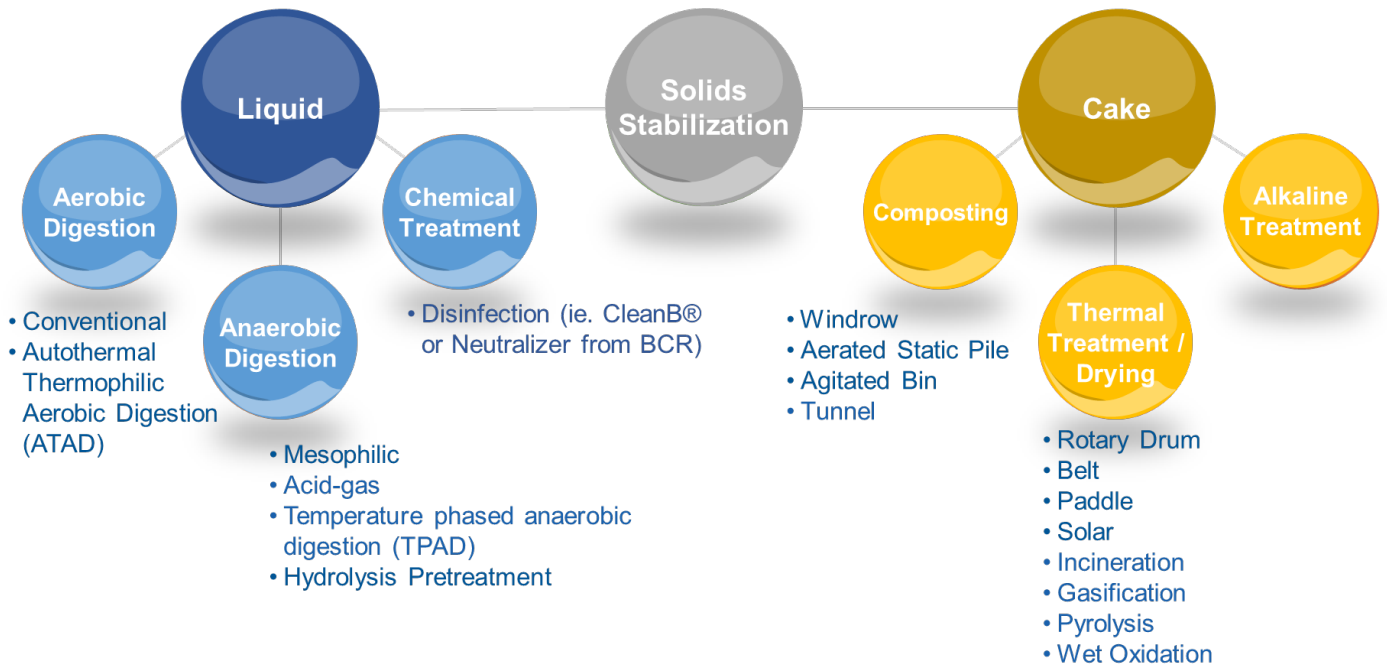 Liquid
Solids
Stabilization
Cake
Aerobic
Digestion
Chemical
Treatment
Composting
Alkaline
Treatment
• Conventional
• Autothermal
Thermophilic
Aerobic Digestion
(ATAD)
Anaerobic
Digestion
• Disinfection (ie. CleanB®
or Neutralizer from BCR)
• Windrow
• Aerated Static Pile
• Agitated Bin
• Tunnel
Thermal
Treatment /
Drying
• Mesophilic
• Acid-gas
• Temperature phased anaerobic
digestion (TPAD)
• Hydrolysis Pretreatment
• Rotary Drum
• Belt
• Paddle
• Solar
• Incineration
• Gasification
• Pyrolysis
• Wet Oxidation